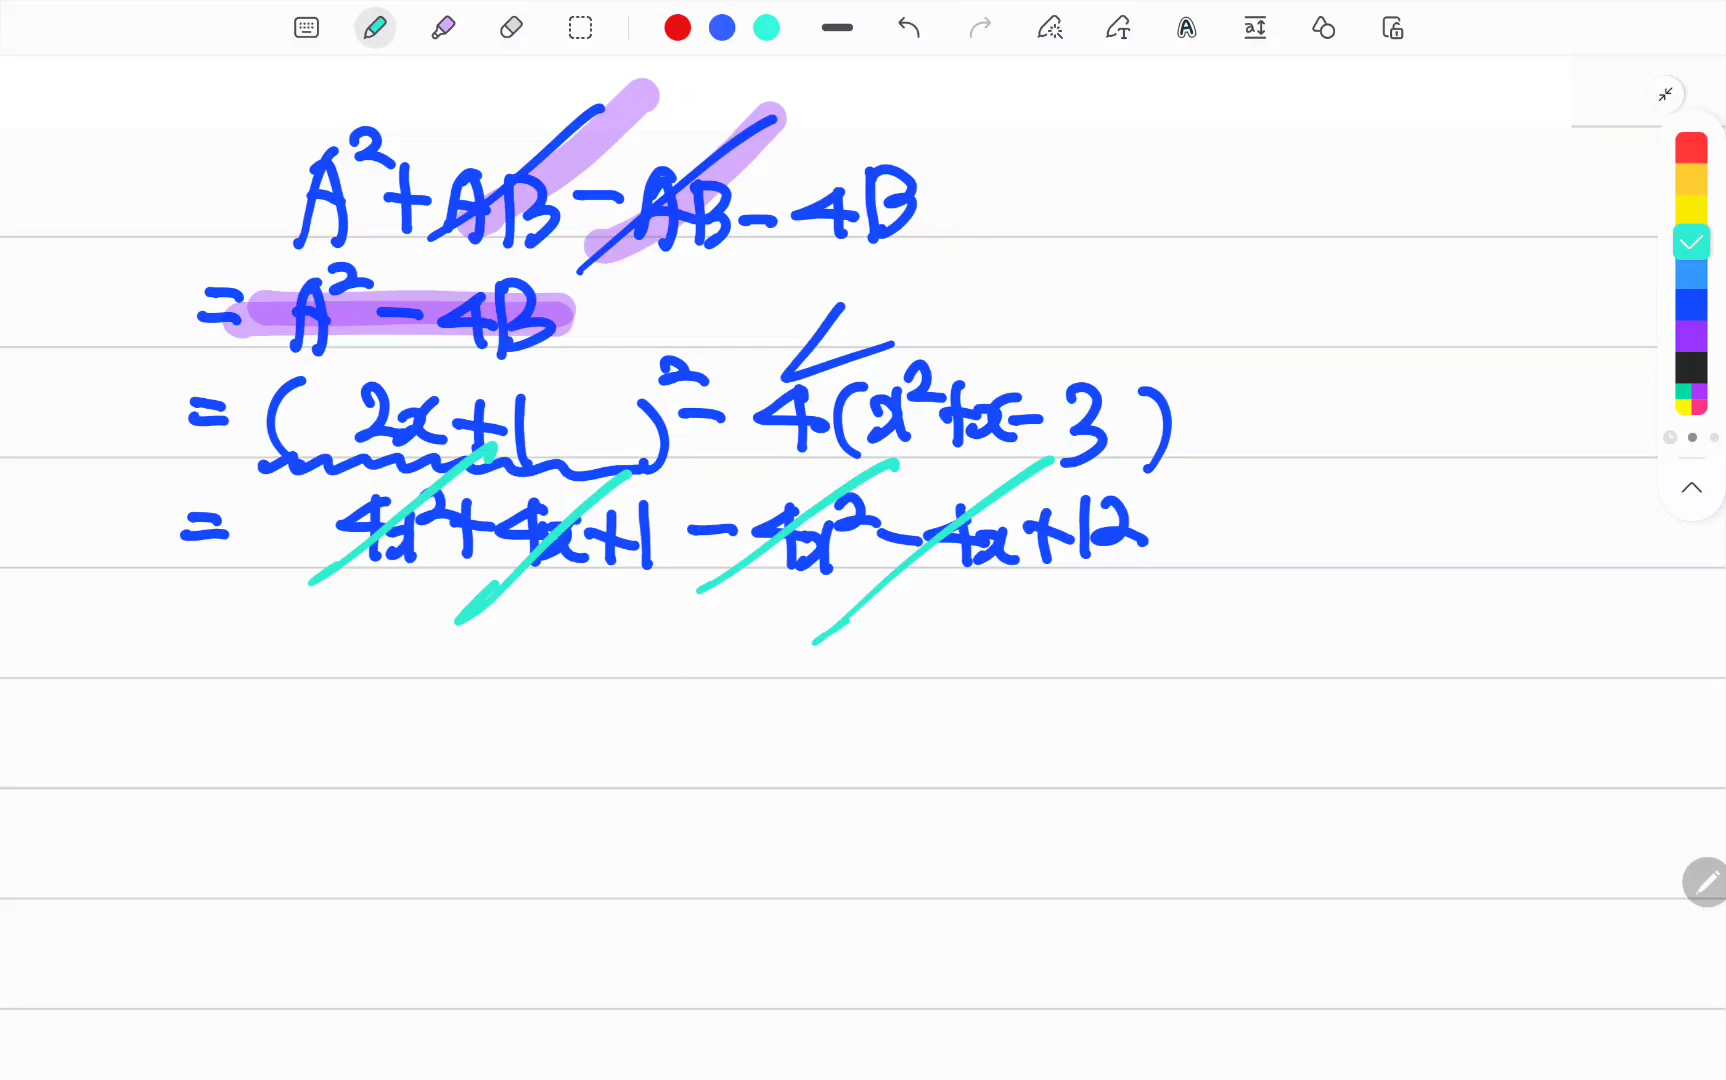 A² + AB - AB - 4B
= A² - 4B
= (2x+1)² - 4(x²+x-3)
= 4x²+4x+1 - 4x² - 4x+12